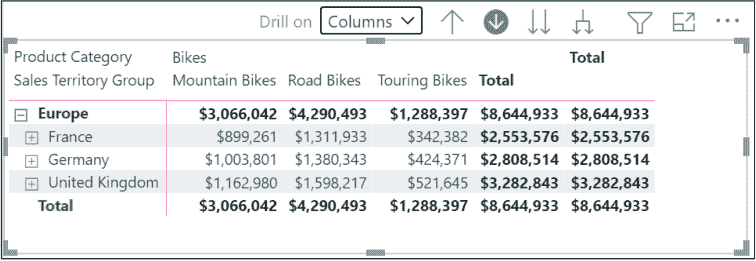 Drill on Columns
Product Category Bikes Total
Sales Territory Group Mountain Bikes Road Bikes Touring Bikes Total
Europe $3,066,042 $4,290,493 $1,288,397 $8,644,933 $8,644,933
France $899,261 $1,311,933 $342,382 $2,553,576 $2,553,576
Germany $1,003,801 $1,380,343 $424,371 $2,808,514 $2,808,514
United Kingdom $1,162,980 $1,598,217 $521,645 $3,282,843 $3,282,843
Total $3,066,042 $4,290,493 $1,288,397 $8,644,933 $8,644,933